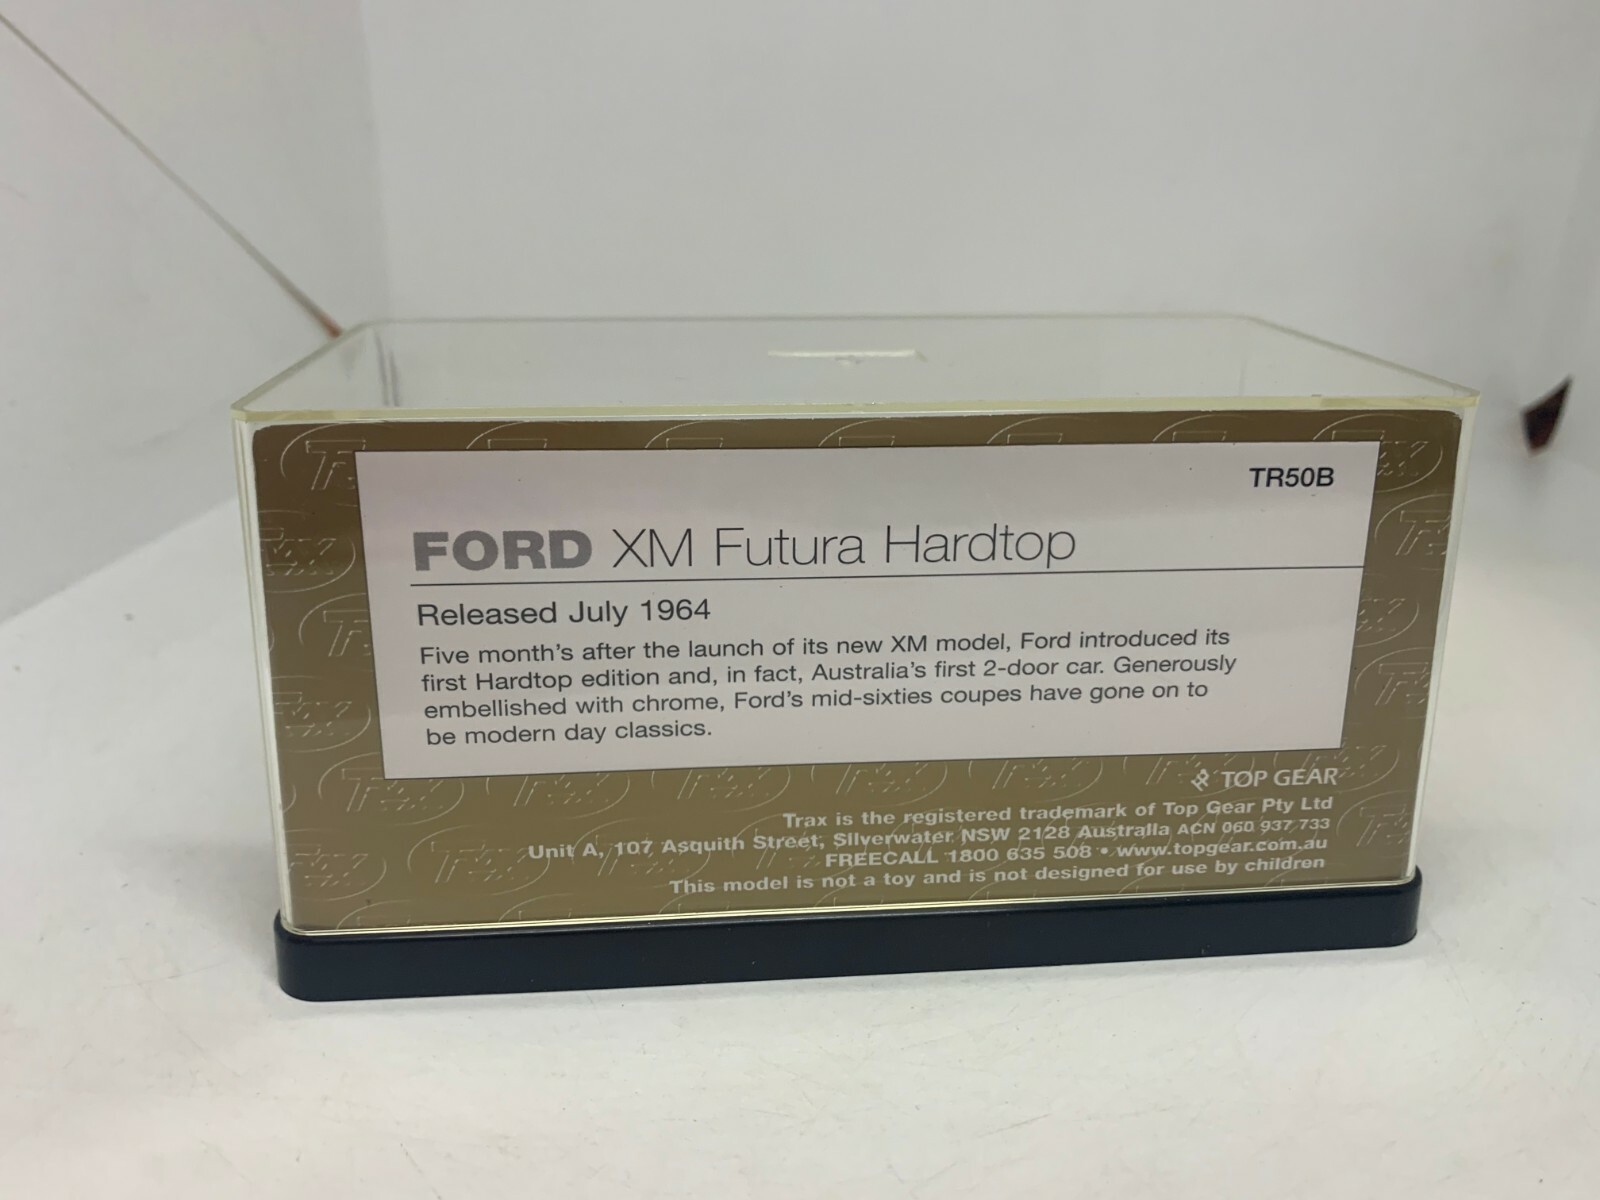 TR50B
FORD XM Futura Hardtop
Released July 1964
Five month's after the launch of its new XM model, Ford introduced its
first Hardtop edition and, in fact, Australia's first 2-door car. Generously
embellished with chrome, Ford's mid-sixties coupes have gone on to
be modern day classics.
TOP GEAR
Trax is the registered trademark of Top Gear Pty Ltd
Unit A, 107 Asquith Street, Silverwater NSW 2128 Australia ACN 060 937 733
FREECALL 1800 635 508 • www.topgear.com.au
This model is not a toy and is not designed for use by children
Trax